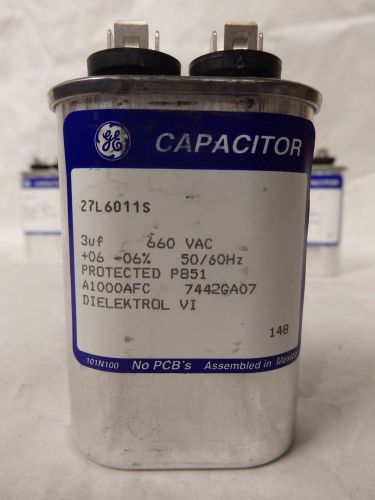 GE CAPACITOR
27L6011S
3uf 660 VAC
+06 -06% 50/60Hz
PROTECTED P851
A1000AFC 7442GA07
DIELEKTROL VI
148
101N100 No PCB's Assembled in Mexico